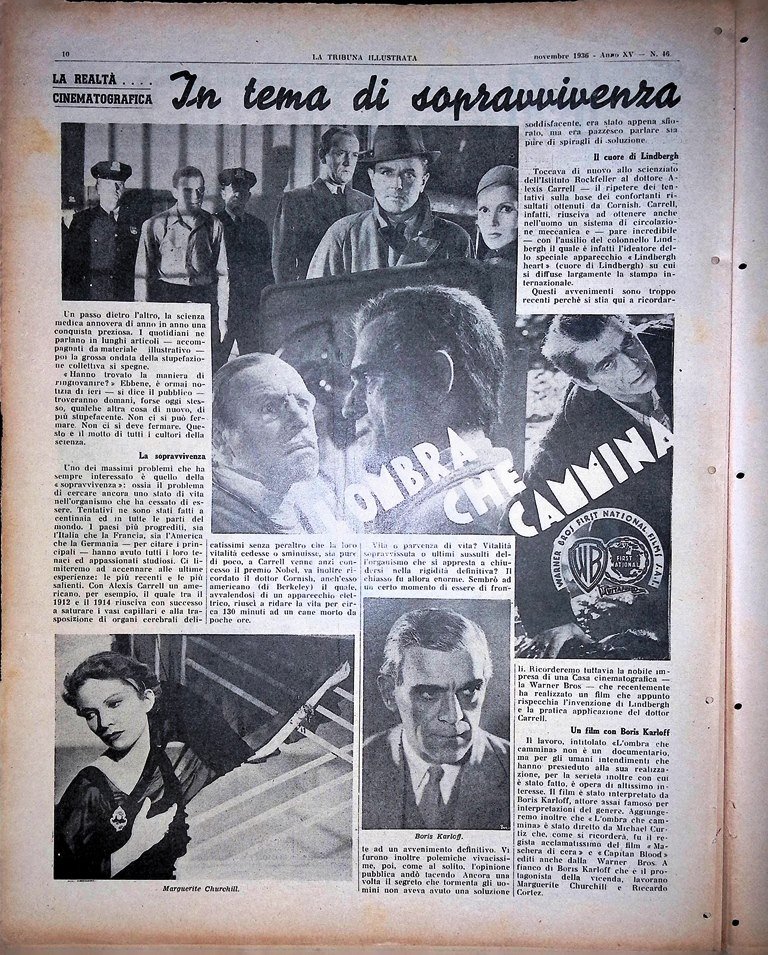 10
LA TRIBUNA ILLUSTRATA
novembre 1936 - Anno XV - N. 46
LA REALTÀ . . . .
CINEMATOGRAFICA
In tema di sopravvivenza
Un passo dietro l'altro, la scienza
medica annovera di anno in anno una
conquista preziosa. I quotidiani ne
parlano in lunghi articoli — accom-
pagnati da materiale illustrativo —
poi la grossa ondata della stupefazio-
ne collettiva si spegne.
« Hanno trovato la maniera di
ringiovanire? » Ebbene, è ormai no-
tizia di ieri — si dice il pubblico —
troveranno domani, forse oggi stes-
so, qualche altra cosa di nuovo, di
più stupefacente. Non ci si può fer-
mare. Non ci si deve fermare. Que-
sto è il motto di tutti i cultori della
scienza.
La sopravvivenza
Uno dei massimi problemi che ha
sempre interessato è quello della
« sopravvivenza »: ossia il problema
di cercare ancora uno stato di vita
nell'organismo che ha cessato di es-
sere. Tentativi ne sono stati fatti a
centinaia ed in tutte le parti del
mondo. I paesi più progrediti, sia
l'Italia che la Francia, sia l'America
che la Germania — per citare i prin-
cipali — hanno avuto tutti i loro te-
naci ed appassionati studiosi. Ci li-
miteremo ad accennare alle ultime
esperienze: le più recenti e le più
salienti. Con Alexis Carrell un ame-
ricano, per esempio, il quale tra il
1912 e il 1914 riusciva con successo
a saturare i vasi capillari e alla tra-
sposizione di organi cerebrali deli-
catissimi senza peraltro che la loro
vitalità cedesse o sminuisse, sia pure
di poco, a Carrell venne anzi con-
cesso il premio Nobel, va inoltre ri-
cordato il dottor Cornish, anch'esso
americano (di Berkeley) il quale,
avvalendosi di un apparecchio elet-
trico, riuscì a ridare la vita per cir-
ca 130 minuti ad un cane morto da
poche ore.
Vita o parvenza di vita? Vitalità
sopravvissuta o ultimi sussulti del-
l'organismo che si appresta a chiu-
dersi nella rigidità definitiva? Il
chiasso fu allora enorme. Sembrò ad
un certo momento di essere di fron-
te ad un avvenimento definitivo. Vi
furono inoltre polemiche vivacissi-
me, poi, come al solito, l'opinione
pubblica andò tacendo Ancora una
volta il segreto che tormenta gli uo-
mini non aveva avuto una soluzione
soddisfacente, era stato appena sfio-
rato, ma era pazzesco parlare sia
pure di spiragli di soluzione.
Il cuore di Lindbergh
Toccava di nuovo allo scienziato
dell'Istituto Rockfeller al dottore A-
lexis Carrell — il ripetere dei ten-
tativi sulla base dei confortanti ri-
sultati ottenuti da Cornish. Carrell,
infatti, riusciva ad ottenere anche
nell'uomo un sistema di circolazio-
ne meccanica e — pare incredibile
— con l'ausilio del colonnello Lind-
bergh il quale è infatti l'ideatore del-
lo speciale apparecchio « Lindbergh
heart » (cuore di Lindbergh) su cui
si diffuse largamente la stampa in-
ternazionale.
Questi avvenimenti sono troppo
recenti perchè si stia qui a ricordar-
li. Ricorderemo tuttavia la nobile im-
presa di una Casa cinematografica —
la Warner Bros — che recentemente
ha realizzato un film che appunto
rispecchia l'invenzione di Lindbergh
e la pratica applicazione del dottor
Carrell.
Un film con Boris Karloff
Il lavoro, intitolato «L'ombra che
cammina» non è un documentario,
ma per gli umani intendimenti che
hanno presieduto alla sua realizza-
zione, per la serietà inoltre con cui
è stato fatto, è opera di altissimo in-
teresse. Il film è stato interpretato da
Boris Karloff, attore assai famoso per
interpretazioni del genere. Aggiunge-
remo inoltre che «L'ombra che cam-
mina» è stato diretto da Michael Cur-
tiz che, come si ricorderà, fu il re-
gista acclamatissimo del film «Ma-
schera di cera» e «Capitan Blood»
editi anche dalla Warner Bros. A
fianco di Boris Karloff che è il pro-
tagonista della vicenda, lavorano
Marguerite Churchill e Riccardo
Cortez.
L'OMBRA
CHE
CAMMINA
WARNER BROS FIRST NATIONAL FILMS
WB
FIRST
NATIONAL
VITAPHONE
Boris Karloff.
Marguerite Churchill.